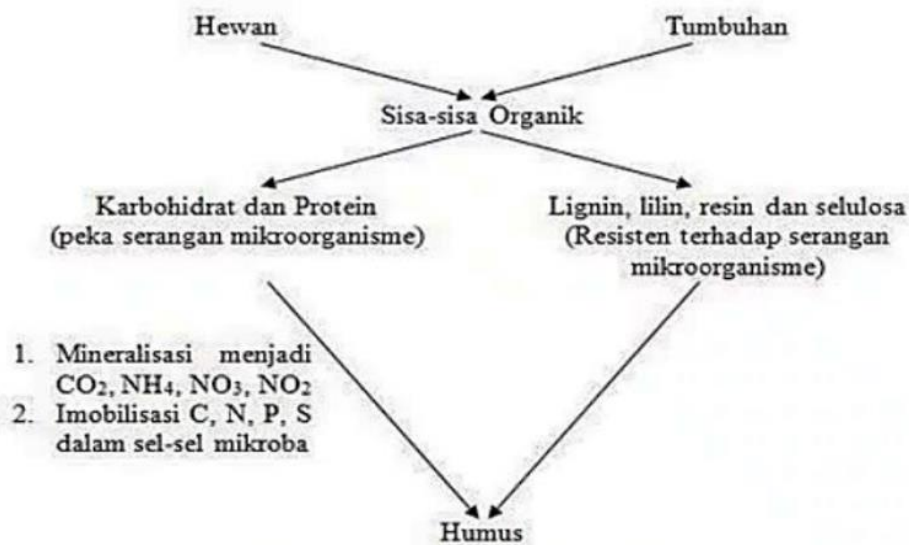 Hewan
Tumbuhan
Sisa-sisa Organik
Karbohidrat dan Protein
(peka serangan mikroorganisme)
Lignin, lilin, resin dan selulosa
(Resisten terhadap serangan
mikroorganisme)
1. Mineralisasi menjadi
CO₂, NH₄, NO₃, NO₂
2. Imobilisasi C, N, P, S
dalam sel-sel mikroba
Humus